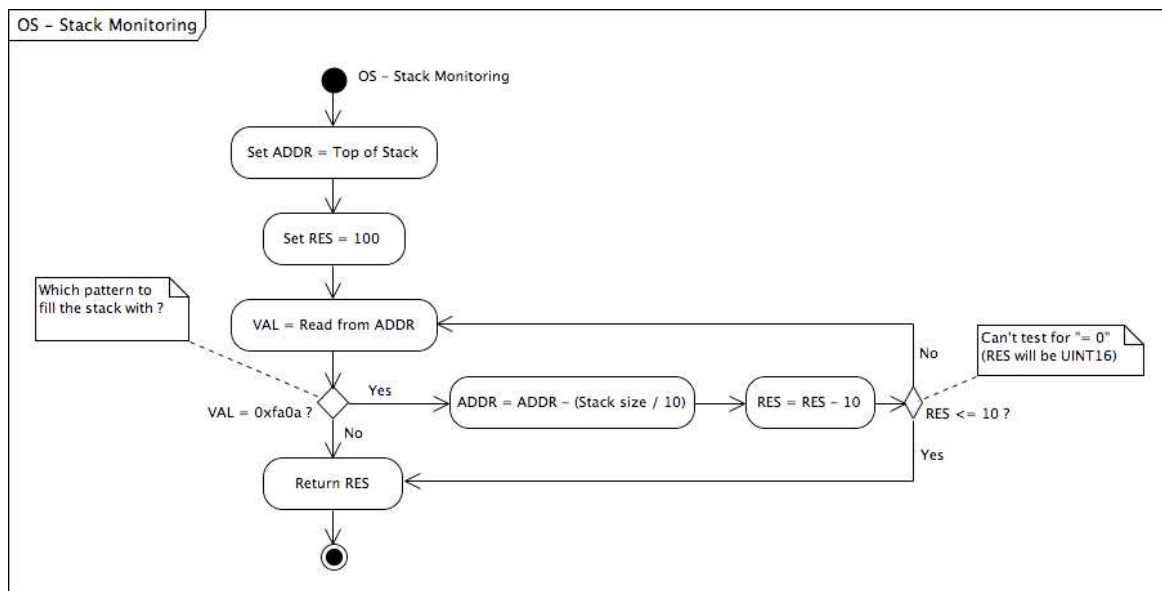 OS - Stack Monitoring
OS - Stack Monitoring
Set ADDR = Top of Stack
Set RES = 100
Which pattern to
fill the stack with ?
VAL = Read from ADDR
Can't test for "= 0"
(RES will be UINT16)
No
Yes
ADDR = ADDR - (Stack size / 10)
RES = RES - 10
VAL = 0xfa0a ?
RES <= 10 ?
No
Yes
Return RES